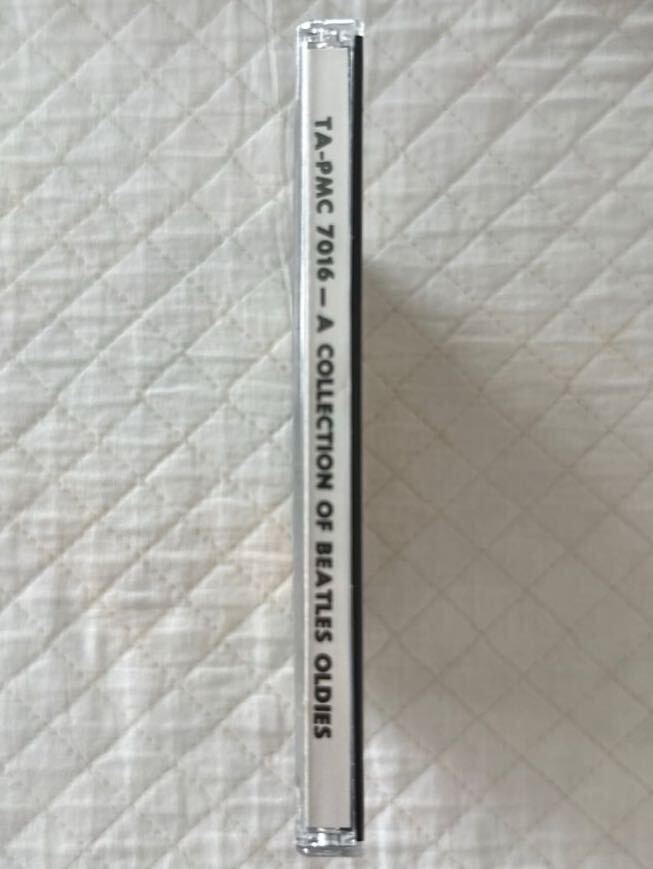 TA-PMC 7016 — A COLLECTION OF BEATLES OLDIES